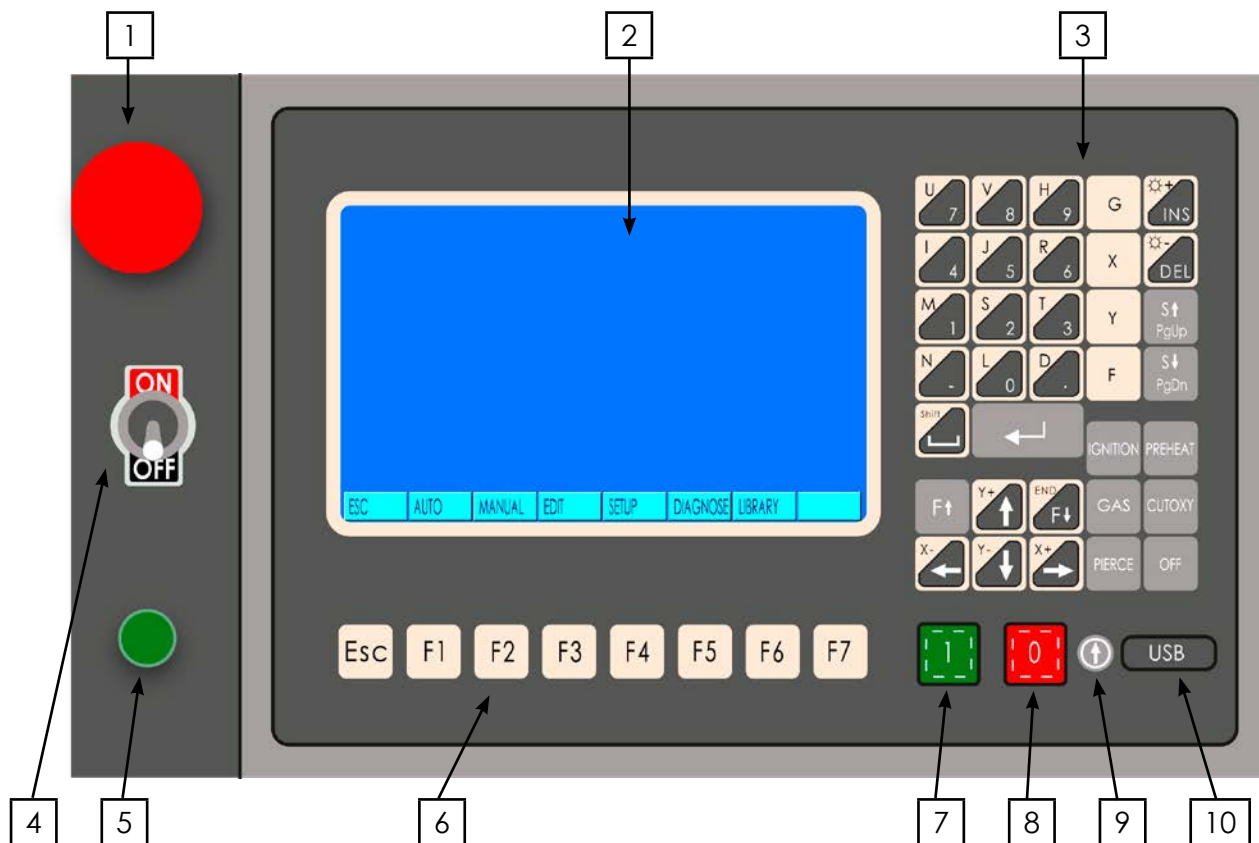 1 2 3
U 7 V 8 H 9 G + INS
I 4 J 5 R 6 X - DEL
M 1 S 2 T 3 Y S PgUp
N - L 0 D . F S PgDn
Shift IGNITION PREHEAT
F Y+ END F GAS CUTOXY
X- Y- X+ PIERCE OFF
ON
OFF
ESC AUTO MANUAL EDIT SETUP DIAGNOSE LIBRARY
Esc F1 F2 F3 F4 F5 F6 F7
1 0 USB
4 5 6 7 8 9 10